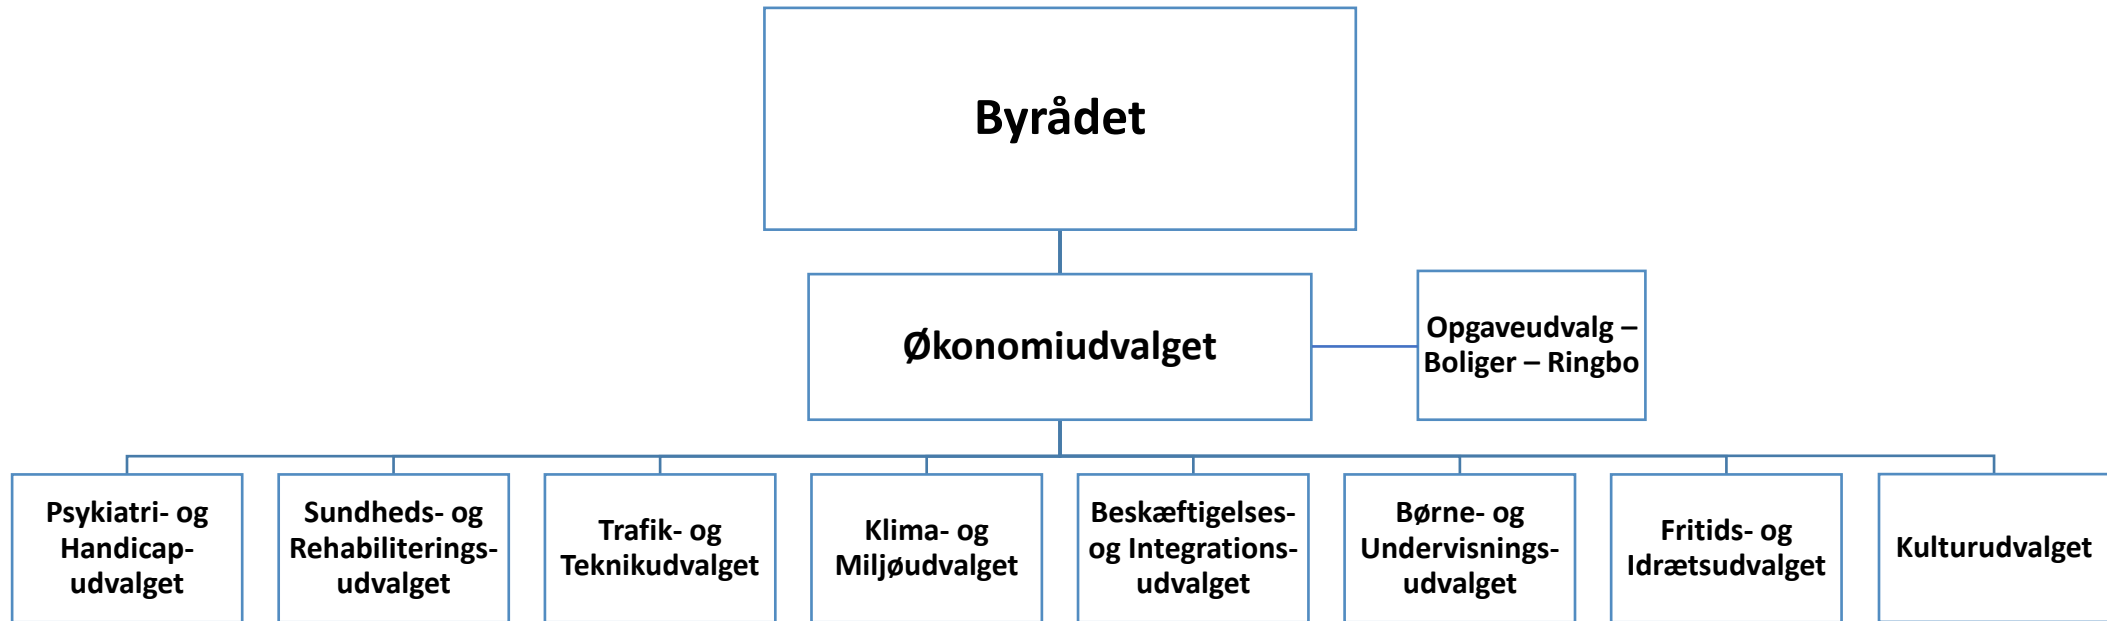 Byrådet
Økonomiudvalget
Opgaveudvalg –
Boliger – Ringbo
Psykiatri- og
Handicap-
udvalget
Sundheds- og
Rehabiliterings-
udvalget
Trafik- og
Teknikudvalget
Klima- og
Miljøudvalget
Beskæftigelses-
og Integrations-
udvalget
Børne- og
Undervisnings-
udvalget
Fritids- og
Idrætsudvalget
Kulturudvalget